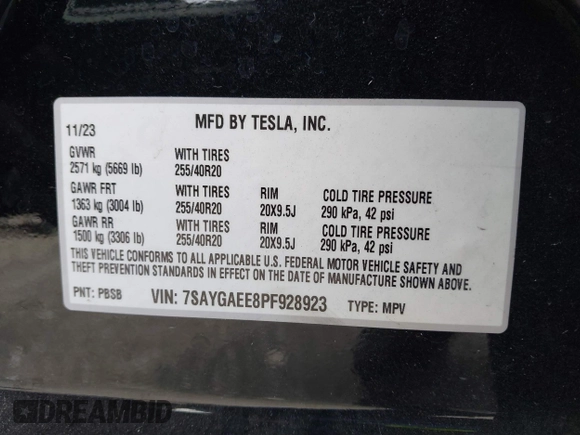 MFD BY TESLA, INC.
11/23
GVWR WITH TIRES
2571 kg (5669 lb) 255/40R20
GAWR FRT WITH TIRES RIM COLD TIRE PRESSURE
1363 kg (3004 lb) 255/40R20 20X9.5J 290 kPa, 42 psi
GAWR RR WITH TIRES RIM COLD TIRE PRESSURE
1500 kg (3306 lb) 255/40R20 20X9.5J 290 kPa, 42 psi
THIS VEHICLE CONFORMS TO ALL APPLICABLE U.S. FEDERAL MOTOR VEHICLE SAFETY AND
THEFT PREVENTION STANDARDS IN EFFECT ON THE DATE OF MANUFACTURE SHOWN ABOVE.
PNT: PBSB VIN: 7SAYGAEE8PF928923 TYPE: MPV
DREAMBID